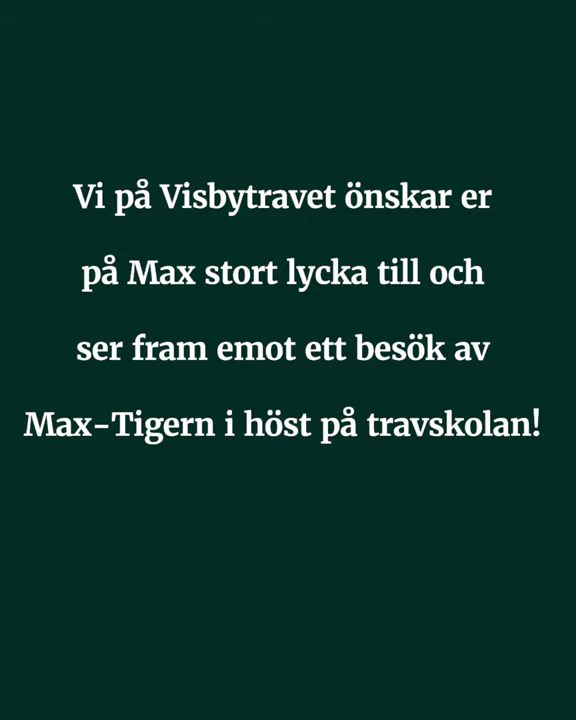 Vi på Visbytravet önskar er
på Max stort lycka till och
ser fram emot ett besök av
Max-Tigern i höst på travskolan!